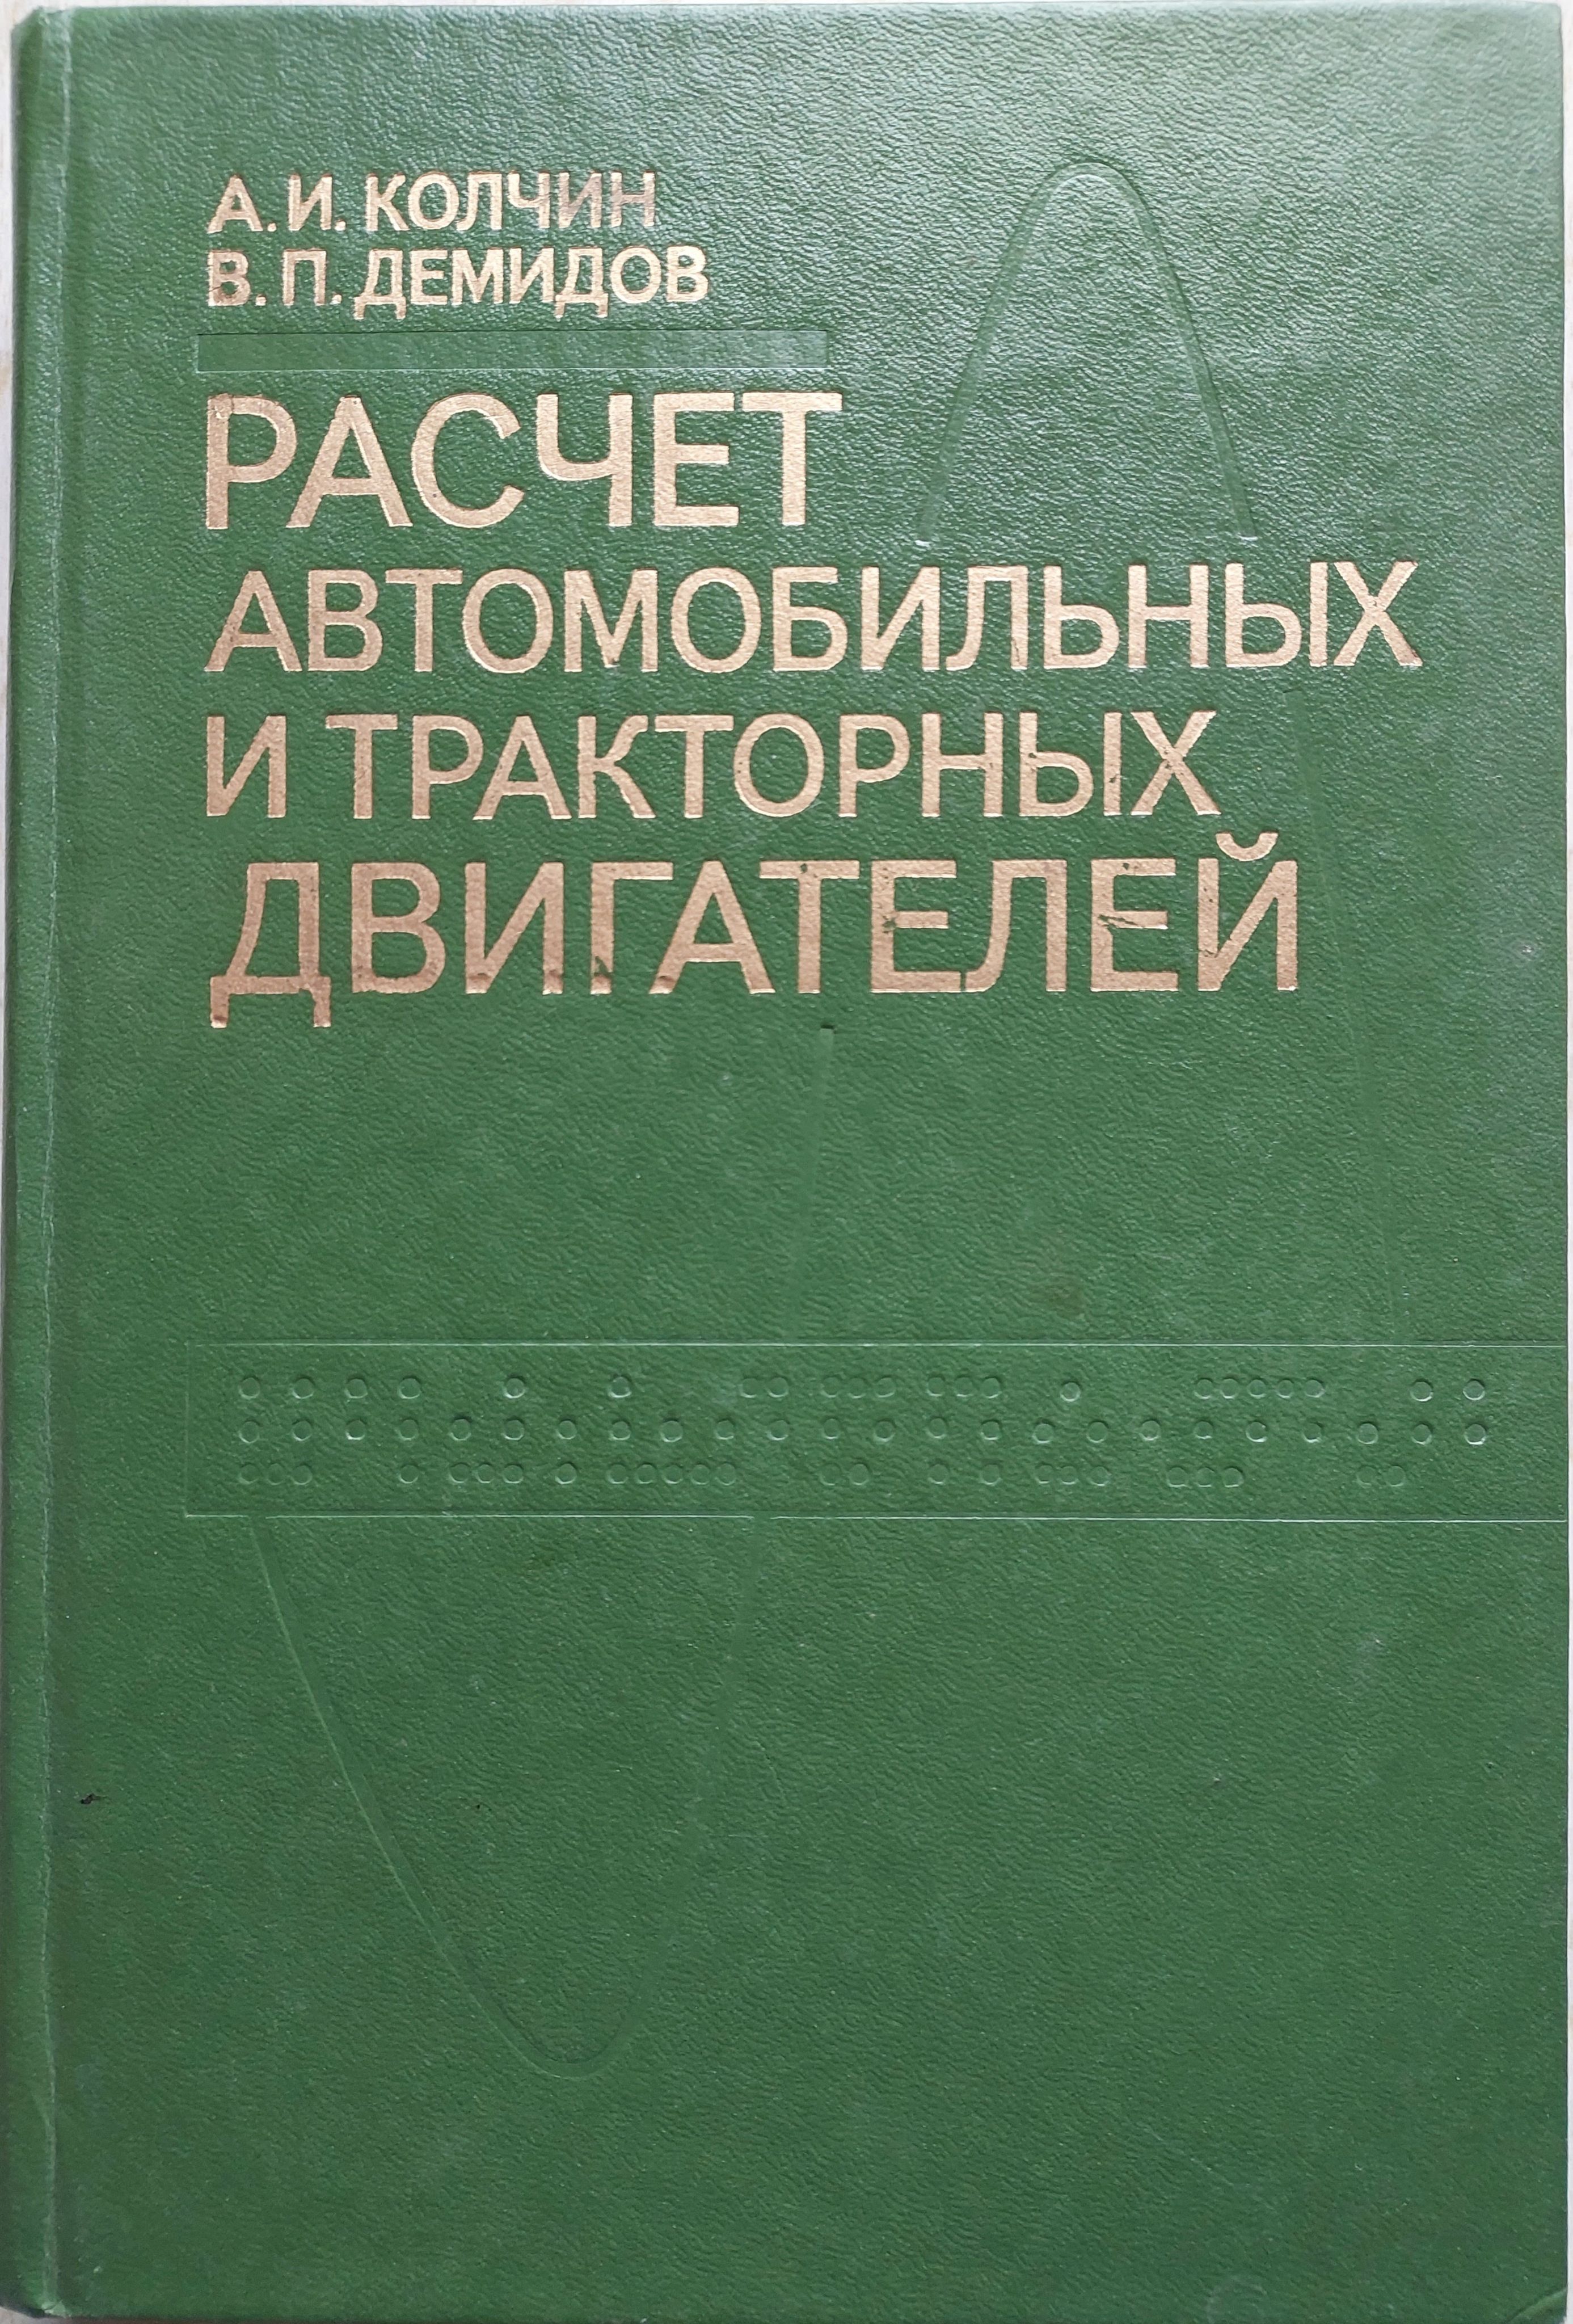 А. И. КОЛЧИН
В. П. ДЕМИДОВ
РАСЧЕТ
АВТОМОБИЛЬНЫХ
И ТРАКТОРНЫХ
ДВИГАТЕЛЕЙ